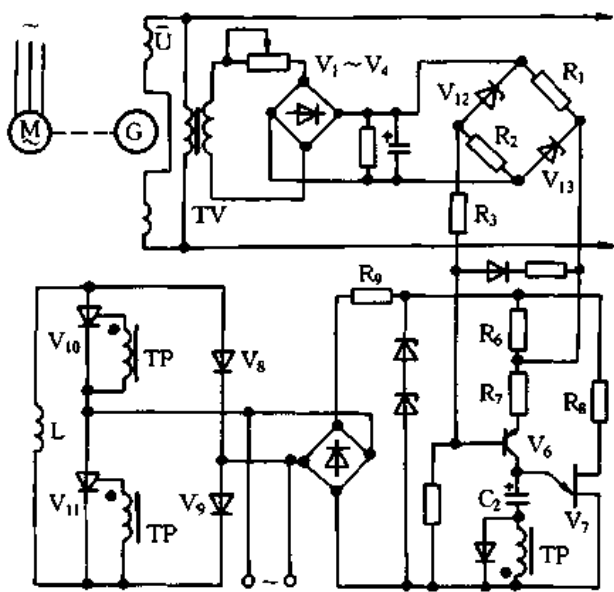 Ū
V₁～V₄
R₁
V₁₂
R₂
V₁₃
M̰
G
TV
R₃
R₉
R₆
V₁₀
TP
V₈
R₇
R₈
L
V₆
V₁₁
TP
V₉
C₂
+
V₇
TP
～